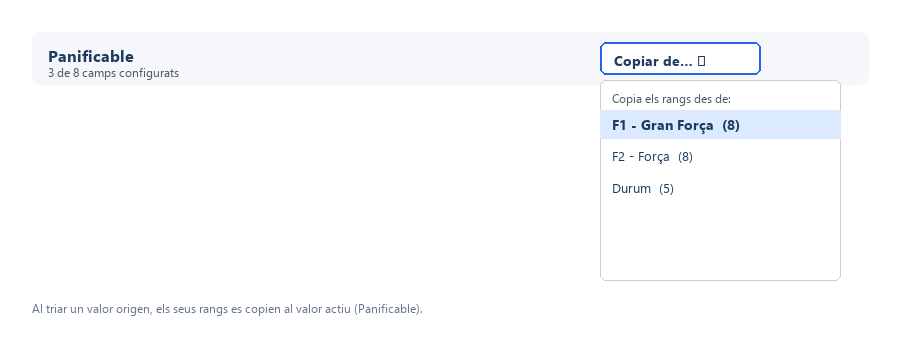 Panificable
3 de 8 camps configurats
Copiar de... ▯
Copia els rangs des de:
F1 - Gran Força (8)
F2 - Força (8)
Durum (5)
Al triar un valor origen, els seus rangs es copien al valor actiu (Panificable).